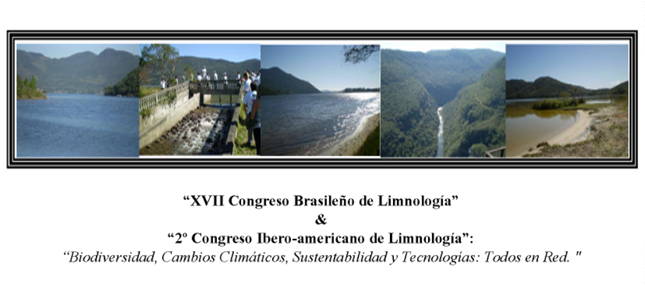 “XVII Congreso Brasileño de Limnología”
&
“2º Congreso Ibero-americano de Limnología”:
“Biodiversidad, Cambios Climáticos, Sustentabilidad y Tecnologías: Todos en Red. "